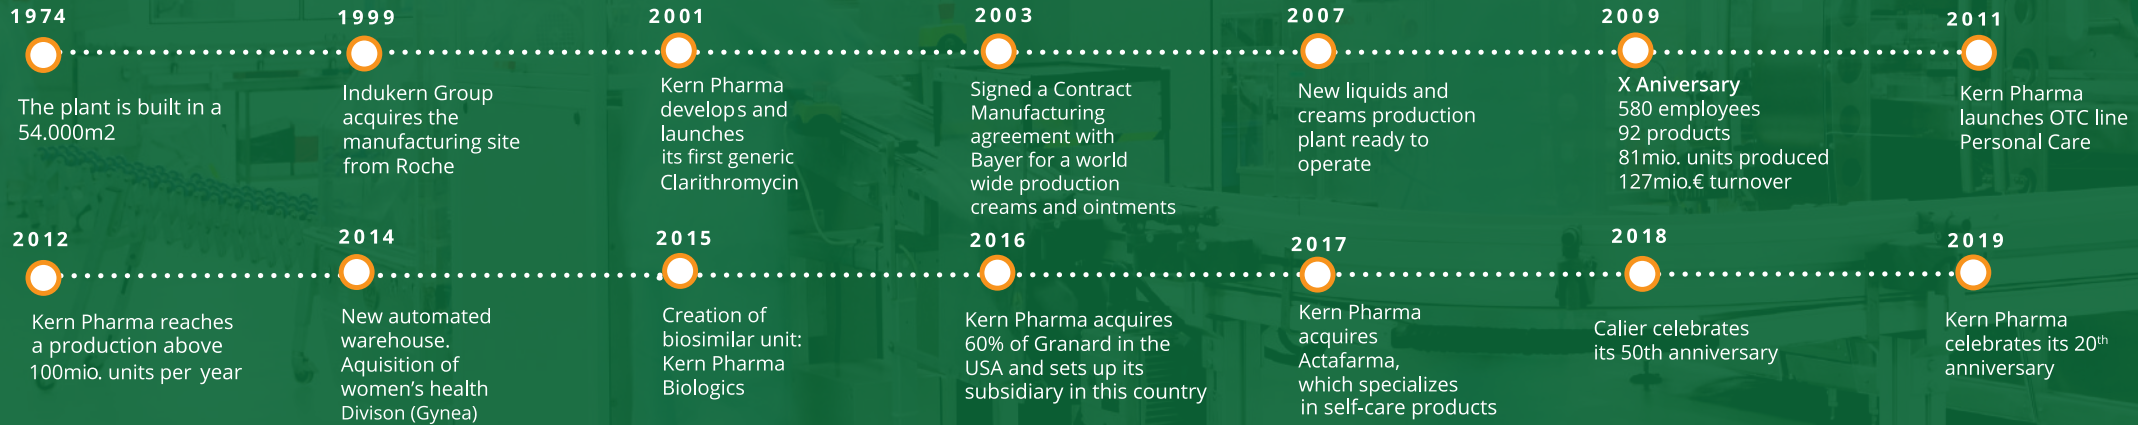 1974
The plant is built in a
54.000m2
1999
Indukern Group
acquires the
manufacturing site
from Roche
2001
Kern Pharma
develops and
launches
its first generic
Clarithromycin
2003
Signed a Contract
Manufacturing
agreement with
Bayer for a world
wide production
creams and ointments
2007
New liquids and
creams production
plant ready to
operate
2009
X Aniversary
580 employees
92 products
81mio. units produced
127mio.€ turnover
2011
Kern Pharma
launches OTC line
Personal Care
2012
Kern Pharma reaches
a production above
100mio. units per year
2014
New automated
warehouse.
Aquisition of
women’s health
Divison (Gynea)
2015
Creation of
biosimilar unit:
Kern Pharma
Biologics
2016
Kern Pharma acquires
60% of Granard in the
USA and sets up its
subsidiary in this country
2017
Kern Pharma
acquires
Actafarma,
which specializes
in self-care products
2018
Calier celebrates
its 50th anniversary
2019
Kern Pharma
celebrates its 20th
anniversary